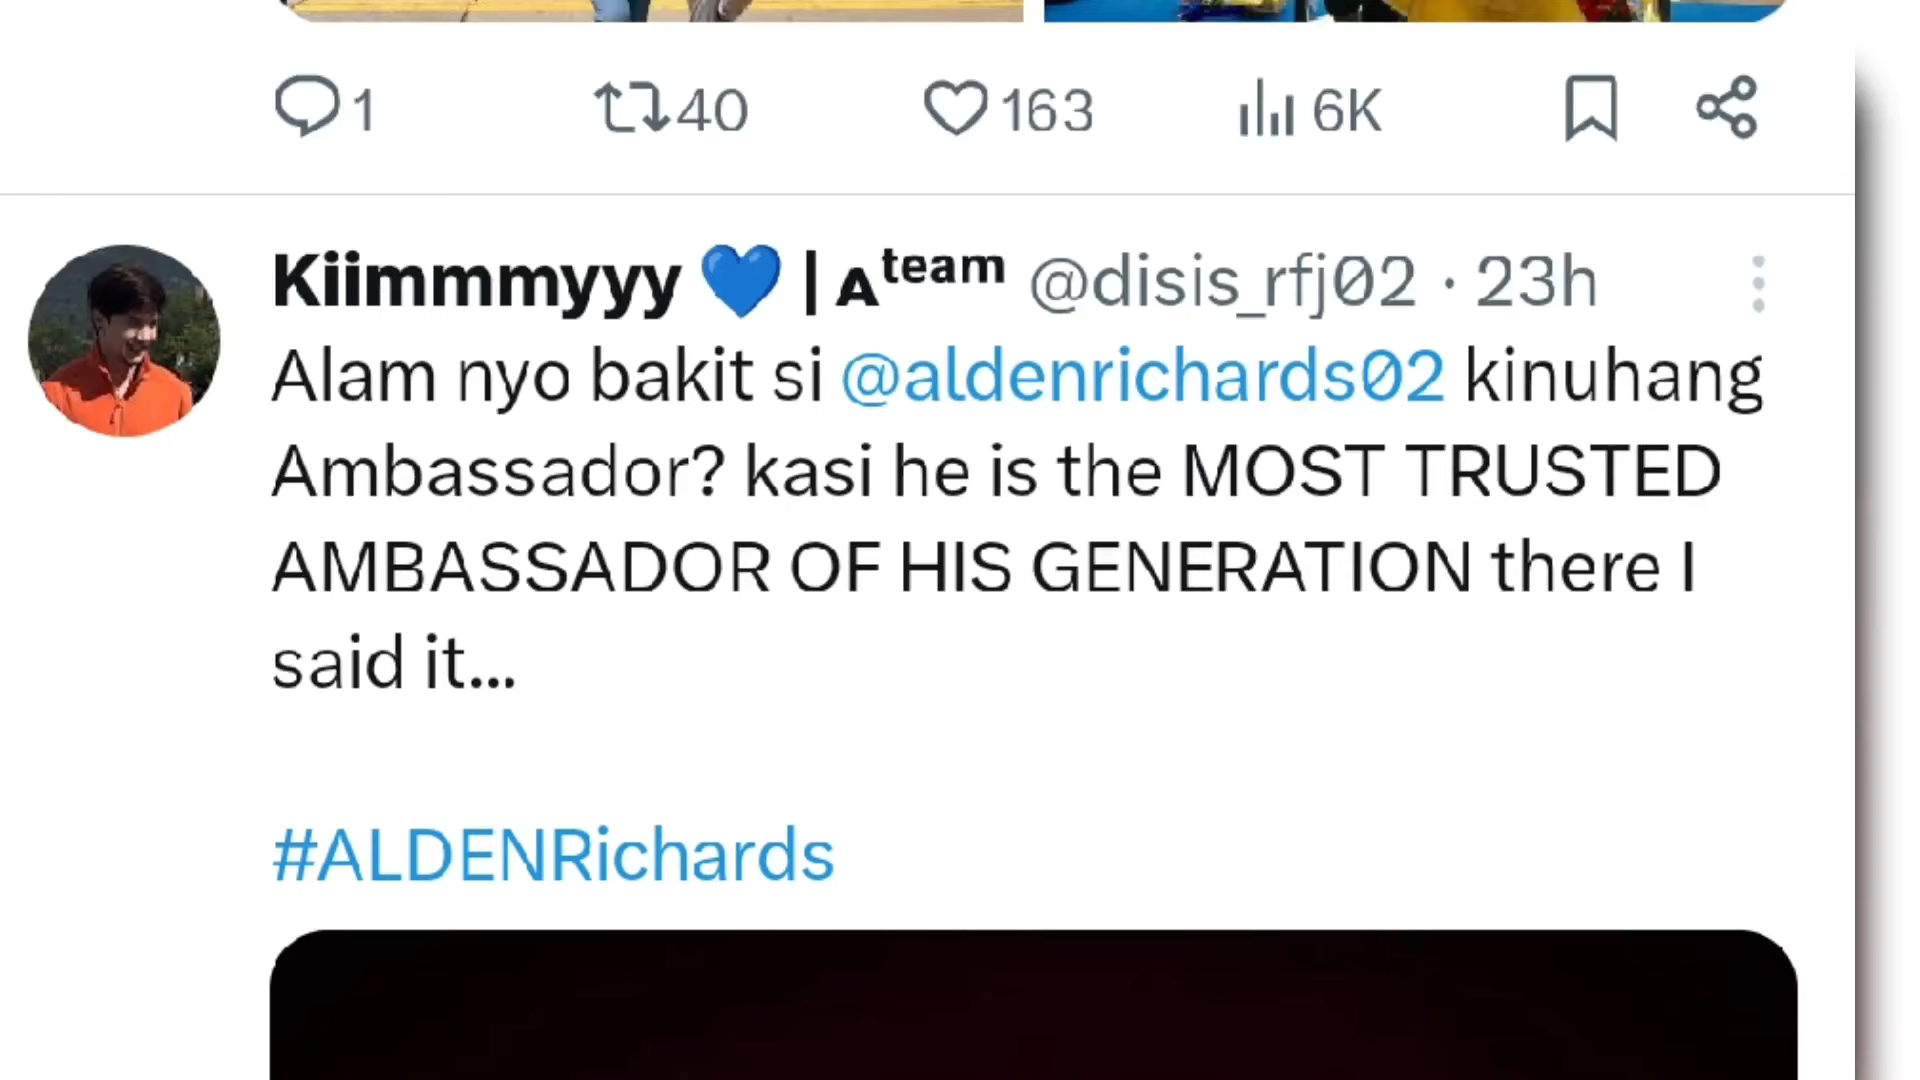 1 40 163 6K
Kiimmmyyy 💙 | ᴀᵗᵉᵃᵐ @disis_rfj02 · 23h
Alam nyo bakit si @aldenrichards02 kinuhang
Ambassador? kasi he is the MOST TRUSTED
AMBASSADOR OF HIS GENERATION there I
said it...
#ALDENRichards